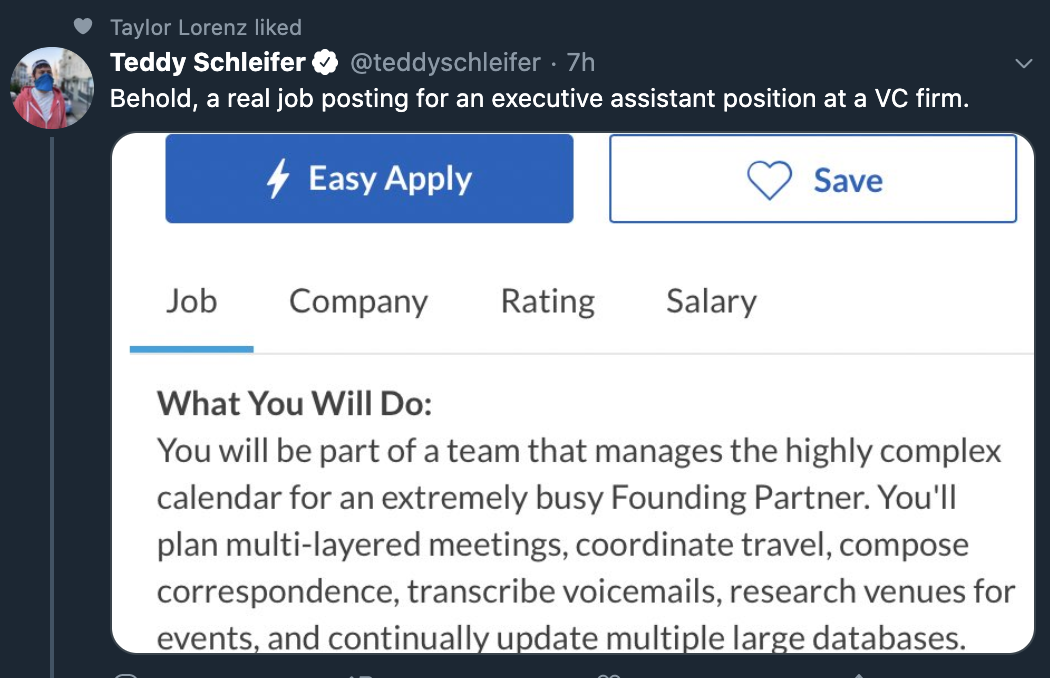 Taylor Lorenz liked
Teddy Schleifer @teddyschleifer · 7h
Behold, a real job posting for an executive assistant position at a VC firm.
Easy Apply
Save
Job Company Rating Salary
What You Will Do:
You will be part of a team that manages the highly complex
calendar for an extremely busy Founding Partner. You'll
plan multi-layered meetings, coordinate travel, compose
correspondence, transcribe voicemails, research venues for
events, and continually update multiple large databases.